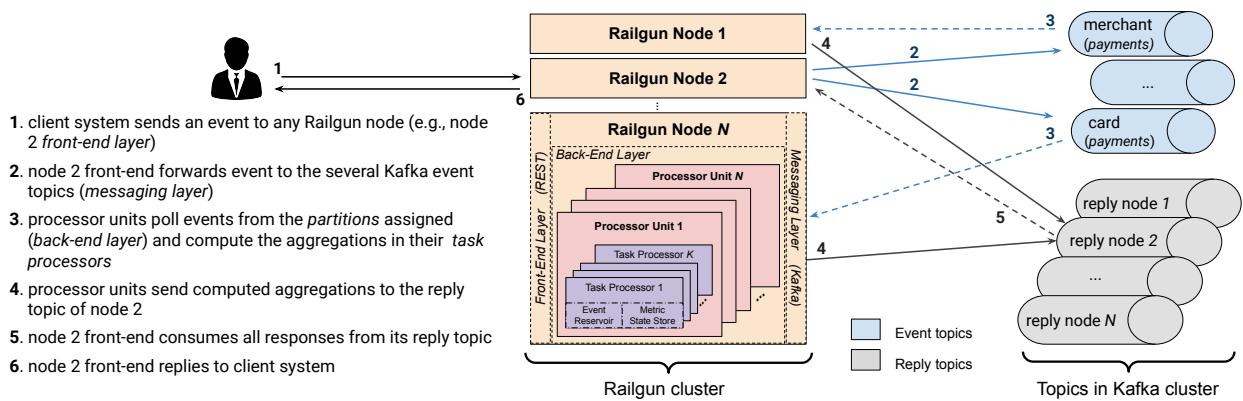 1
6
1. client system sends an event to any Railgun node (e.g., node
2 front-end layer)
2. node 2 front-end forwards event to the several Kafka event
topics (messaging layer)
3. processor units poll events from the partitions assigned
(back-end layer) and compute the aggregations in their task
processors
4. processor units send computed aggregations to the reply
topic of node 2
5. node 2 front-end consumes all responses from its reply topic
6. node 2 front-end replies to client system
Railgun Node 1
Railgun Node 2
...
Railgun Node N
Front-End Layer (REST)
Back-End Layer
Messaging Layer (Kafka)
Processor Unit N
Processor Unit 1
Task Processor K
Task Processor 1
Event
Reservoir
Metric
State Store
...
...
Railgun cluster
3
4
2
2
3
5
4
merchant
(payments)
...
card
(payments)
reply node 1
reply node 2
...
reply node N
Event topics
Reply topics
Topics in Kafka cluster